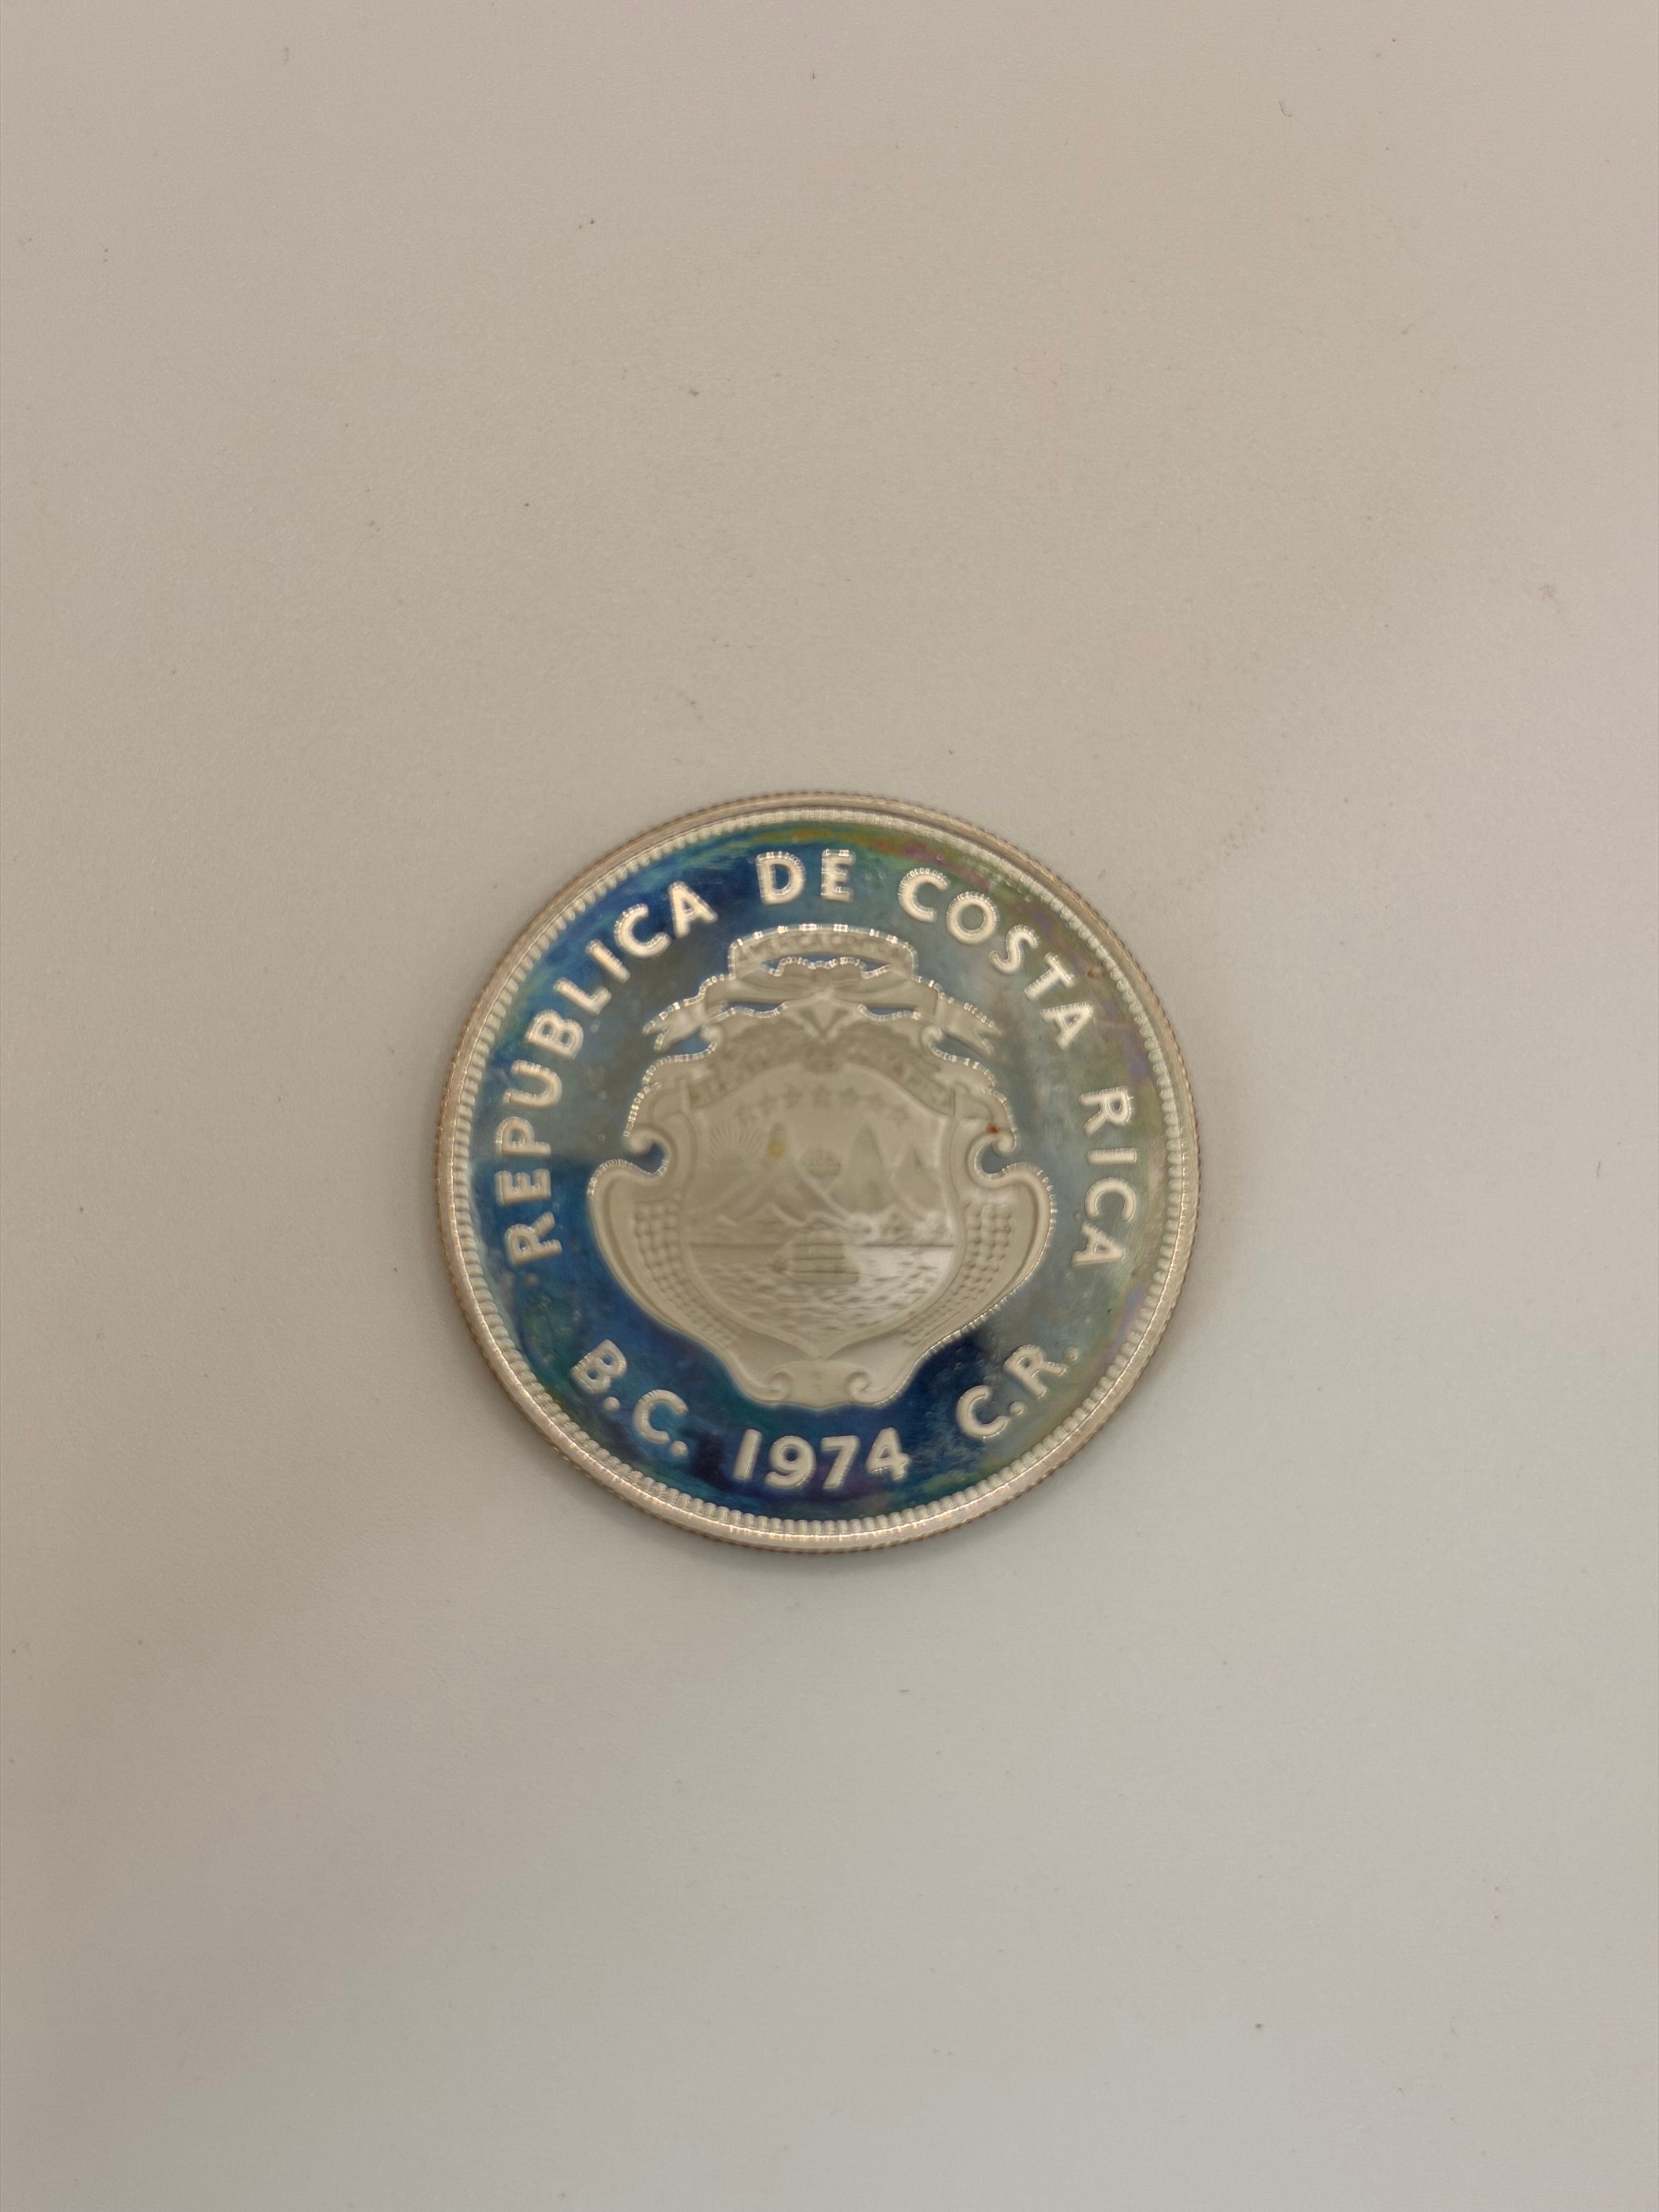 REPUBLICA DE COSTA RICA
B.C. 1974 C.R.